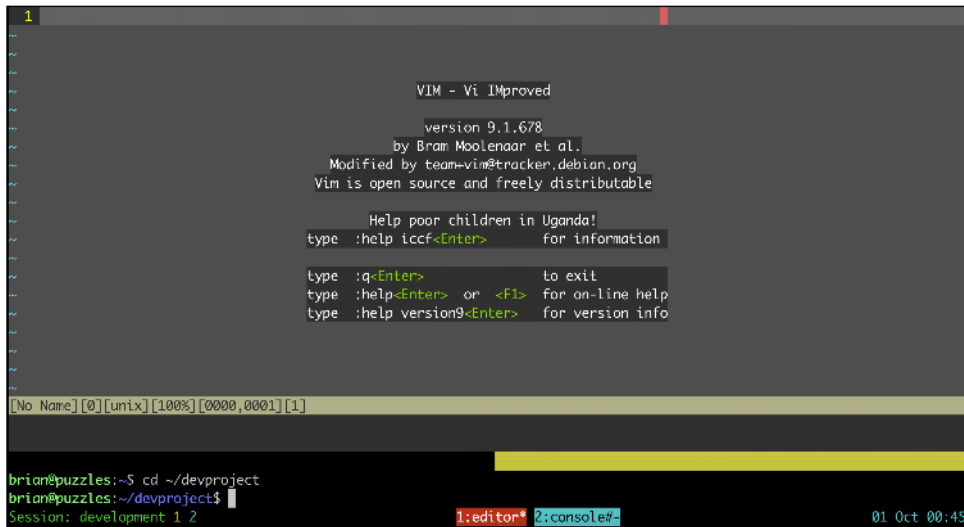 1
~
~
~
~
VIM - Vi IMproved
~
~
version 9.1.678
~
by Bram Moolenaar et al.
~
Modified by team-vim@tracker.debian.org
~
Vim is open source and freely distributable
~
~
Help poor children in Uganda!
~
type :help iccf<Enter> for information
~
~
type :q<Enter> to exit
~
type :help<Enter> or <F1> for on-line help
~
type :help version9<Enter> for version info
~
~
~
~
[No Name][0][unix][100%][0000,0001][1]
brian@puzzles:~$ cd ~/devproject
brian@puzzles:~/devproject$
Session: development 1 2 1:editor* 2:console#- 01 Oct 00:45